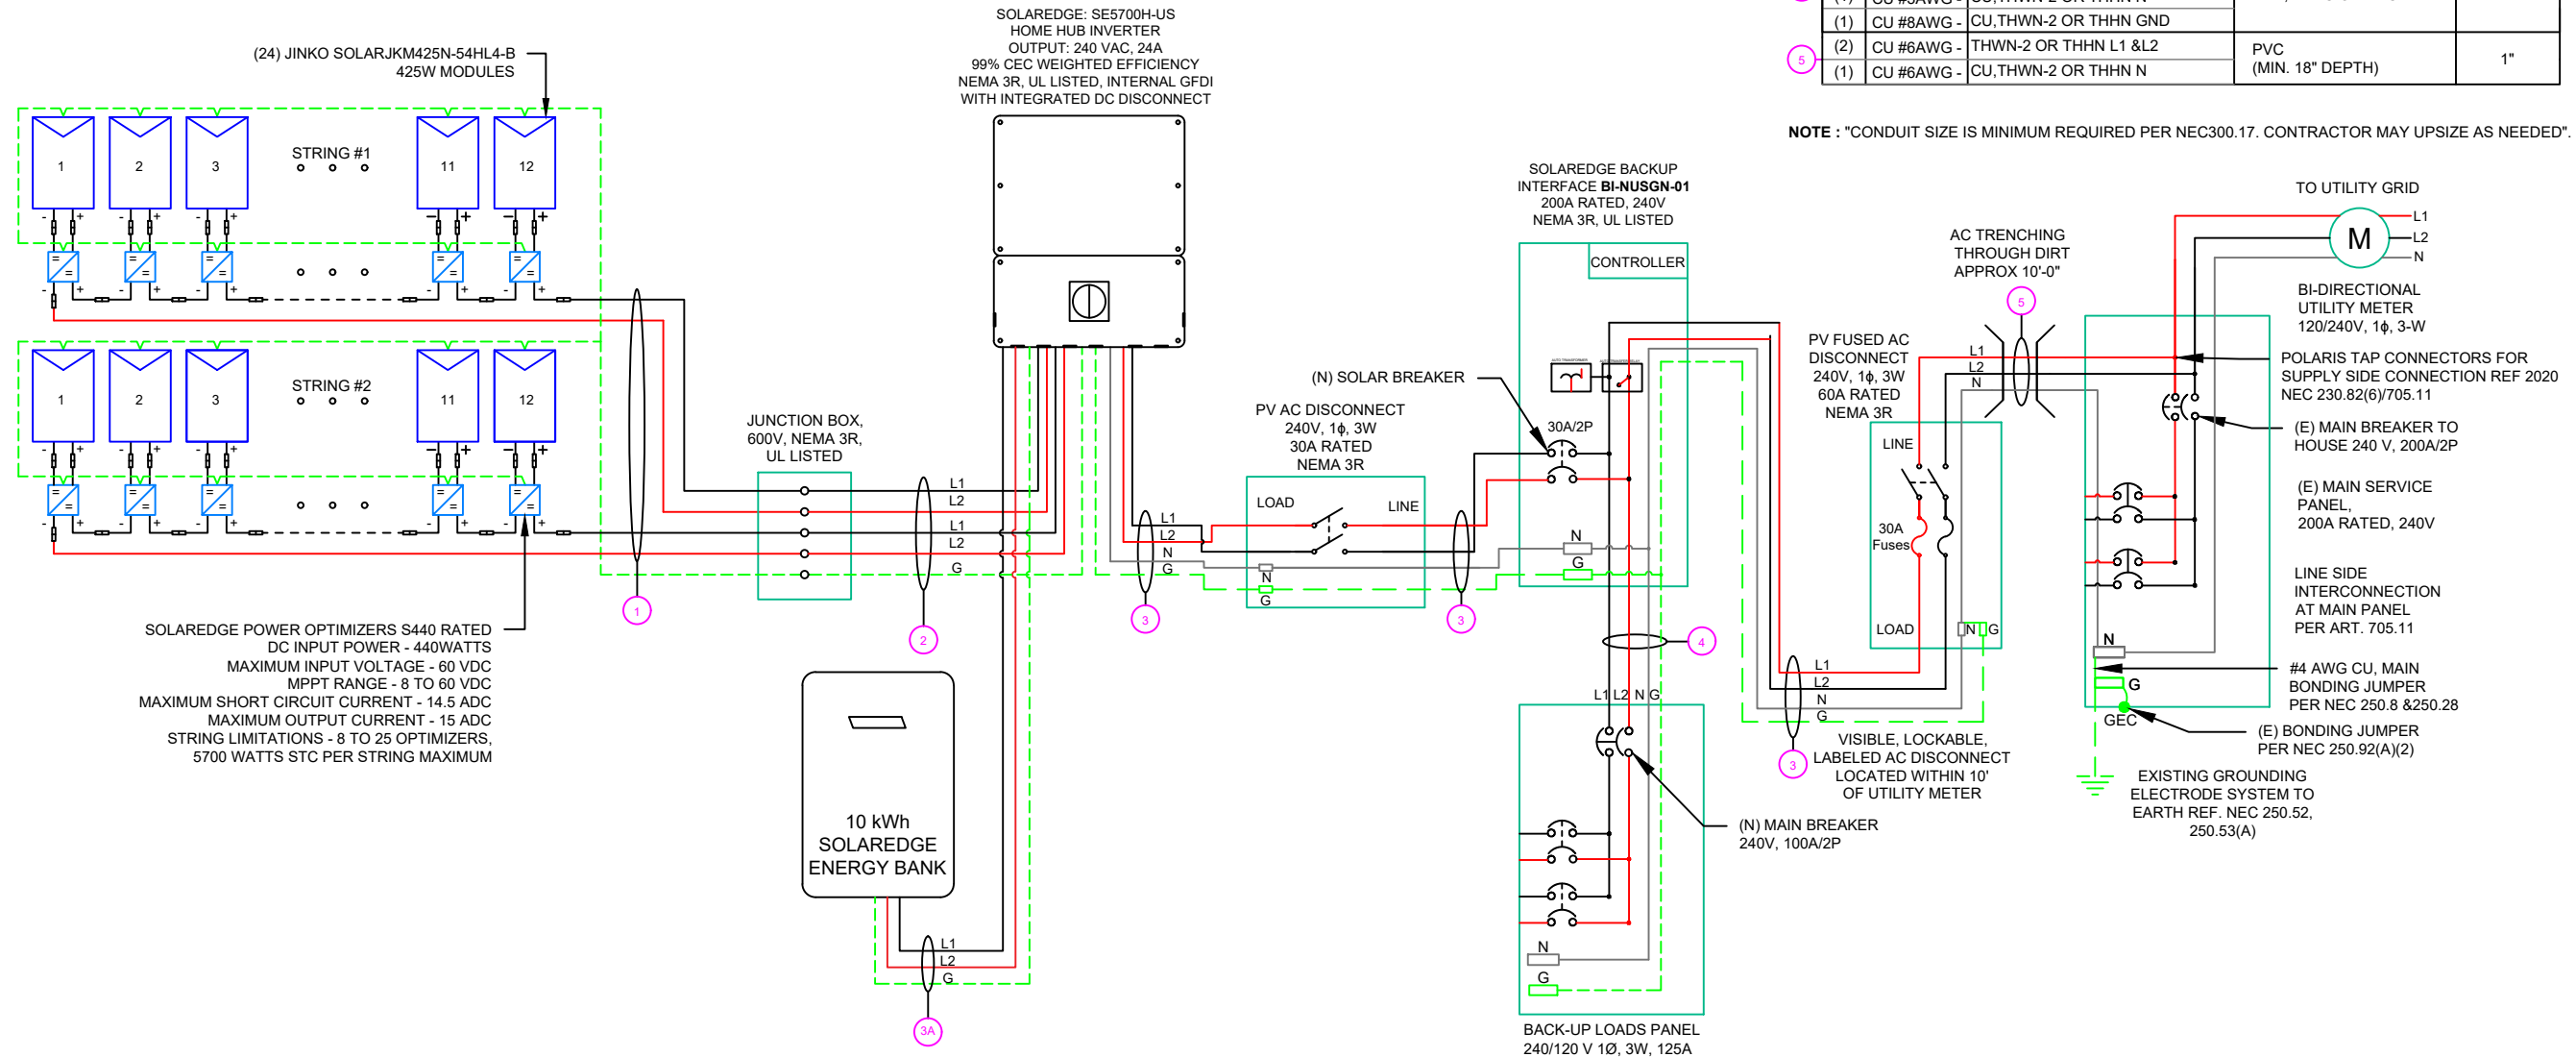 (1) CU #8AWG - CU,THWN-2 OR THHN GND
(2) CU #6AWG - THWN-2 OR THHN L1 &L2
5
PVC
(MIN. 18" DEPTH)
1"
(1) CU #6AWG - CU,THWN-2 OR THHN N
NOTE : "CONDUIT SIZE IS MINIMUM REQUIRED PER NEC300.17. CONTRACTOR MAY UPSIZE AS NEEDED".
(24) JINKO SOLARJKM425N-54HL4-B
425W MODULES
SOLAREDGE: SE5700H-US
HOME HUB INVERTER
OUTPUT: 240 VAC, 24A
99% CEC WEIGHTED EFFICIENCY
NEMA 3R, UL LISTED, INTERNAL GFDI
WITH INTEGRATED DC DISCONNECT
1 2 3 STRING #1 11 12
- + - + - + - + - +
- + - + - + - + - +
1 2 3 STRING #2 11 12
- + - + - + - + - +
- + - + - + - + - +
1
SOLAREDGE POWER OPTIMIZERS S440 RATED
DC INPUT POWER - 440WATTS
MAXIMUM INPUT VOLTAGE - 60 VDC
MPPT RANGE - 8 TO 60 VDC
MAXIMUM SHORT CIRCUIT CURRENT - 14.5 ADC
MAXIMUM OUTPUT CURRENT - 15 ADC
STRING LIMITATIONS - 8 TO 25 OPTIMIZERS,
5700 WATTS STC PER STRING MAXIMUM
JUNCTION BOX,
600V, NEMA 3R,
UL LISTED
L1
L2
L1
L2
G
2
10 kWh
SOLAREDGE
ENERGY BANK
L1
L2
G
3A
L1
L2
N
G
3
PV AC DISCONNECT
240V, 1ϕ, 3W
30A RATED
NEMA 3R
LOAD LINE
N
G
3
(N) SOLAR BREAKER
SOLAREDGE BACKUP
INTERFACE BI-NUSGN-01
200A RATED, 240V
NEMA 3R, UL LISTED
CONTROLLER
30A/2P
N
G
4
L1 L2 N G
(N) MAIN BREAKER
240V, 100A/2P
N
G
BACK-UP LOADS PANEL
240/120 V 1Ø, 3W, 125A
L1
L2
N
G
3
PV FUSED AC
DISCONNECT
240V, 1ϕ, 3W
60A RATED
NEMA 3R
LINE
30A
Fuses
LOAD
N G
VISIBLE, LOCKABLE,
LABELED AC DISCONNECT
LOCATED WITHIN 10'
OF UTILITY METER
AC TRENCHING
THROUGH DIRT
APPROX 10'-0"
5
L1
L2
N
TO UTILITY GRID
M
L1
L2
N
BI-DIRECTIONAL
UTILITY METER
120/240V, 1ϕ, 3-W
POLARIS TAP CONNECTORS FOR
SUPPLY SIDE CONNECTION REF 2020
NEC 230.82(6)/705.11
(E) MAIN BREAKER TO
HOUSE 240 V, 200A/2P
(E) MAIN SERVICE
PANEL,
200A RATED, 240V
LINE SIDE
INTERCONNECTION
AT MAIN PANEL
PER ART. 705.11
N
G
GEC
#4 AWG CU, MAIN
BONDING JUMPER
PER NEC 250.8 &250.28
(E) BONDING JUMPER
PER NEC 250.92(A)(2)
EXISTING GROUNDING
ELECTRODE SYSTEM TO
EARTH REF. NEC 250.52,
250.53(A)